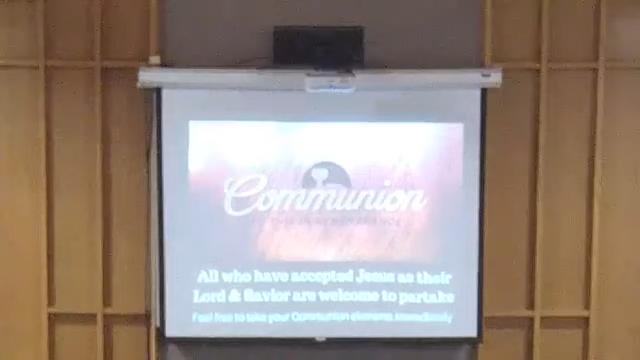 Communion
All who have accepted Jesus as their
Lord & Savior are welcome to partake
Feel free to take your Communion elements immediately